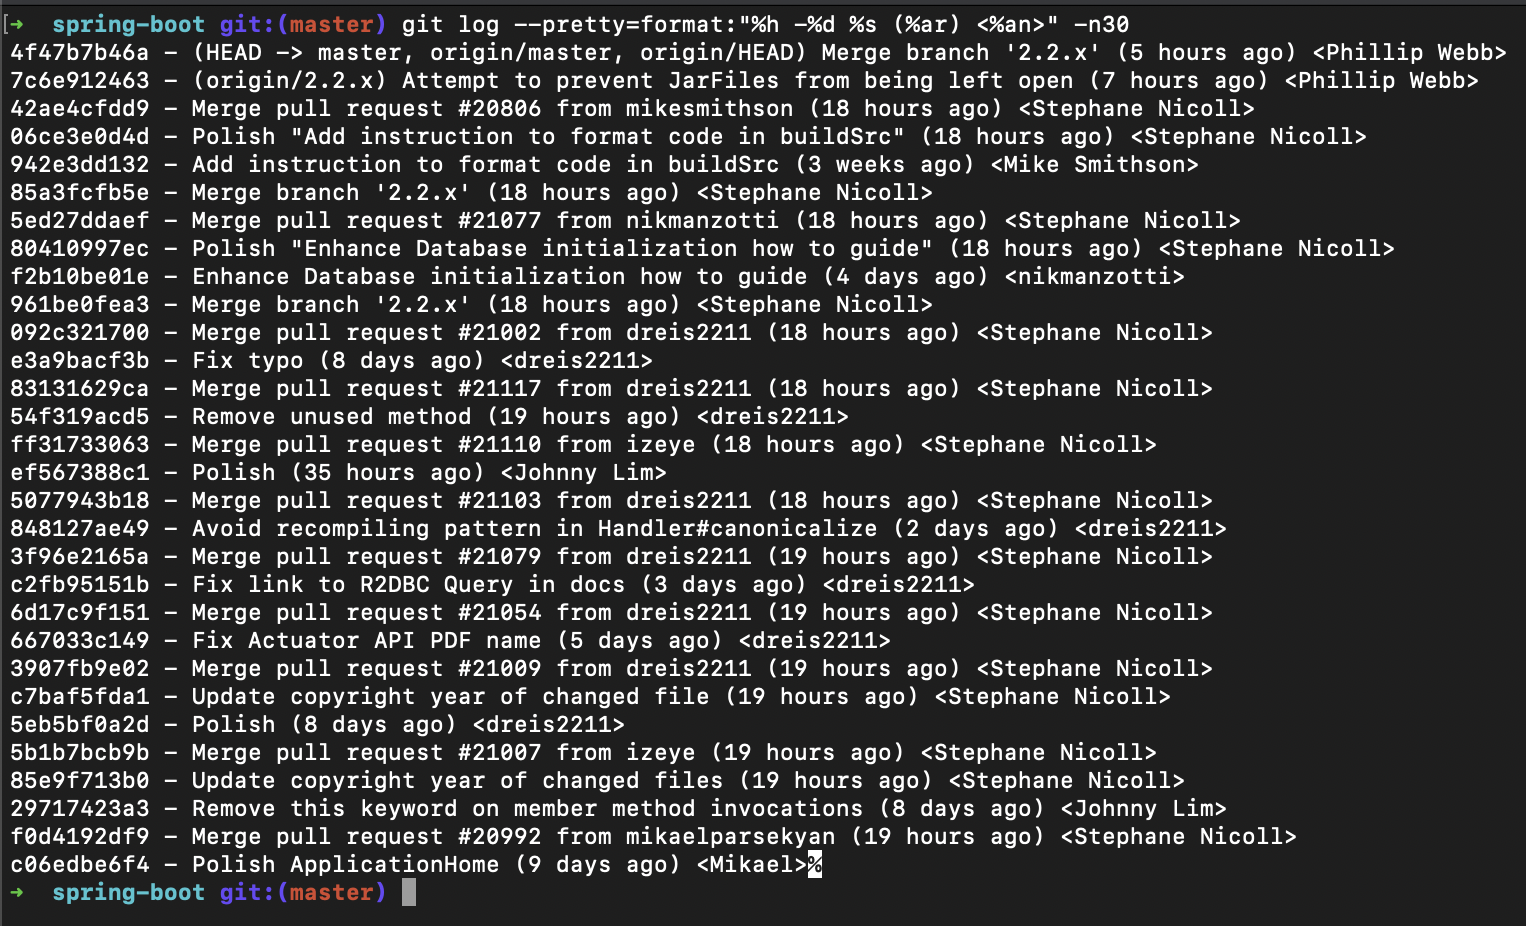 [➜  spring-boot git:(master) git log --pretty=format:"%h -%d %s (%ar) <%an>" -n30
4f47b7b46a - (HEAD -> master, origin/master, origin/HEAD) Merge branch '2.2.x' (5 hours ago) <Phillip Webb>
7c6e912463 - (origin/2.2.x) Attempt to prevent JarFiles from being left open (7 hours ago) <Phillip Webb>
42ae4cfdd9 - Merge pull request #20806 from mikesmithson (18 hours ago) <Stephane Nicoll>
06ce3e0d4d - Polish "Add instruction to format code in buildSrc" (18 hours ago) <Stephane Nicoll>
942e3dd132 - Add instruction to format code in buildSrc (3 weeks ago) <Mike Smithson>
85a3fcfb5e - Merge branch '2.2.x' (18 hours ago) <Stephane Nicoll>
5ed27ddaef - Merge pull request #21077 from nikmanzotti (18 hours ago) <Stephane Nicoll>
80410997ec - Polish "Enhance Database initialization how to guide" (18 hours ago) <Stephane Nicoll>
f2b10be01e - Enhance Database initialization how to guide (4 days ago) <nikmanzotti>
961be0fea3 - Merge branch '2.2.x' (18 hours ago) <Stephane Nicoll>
092c321700 - Merge pull request #21002 from dreis2211 (18 hours ago) <Stephane Nicoll>
e3a9bacf3b - Fix typo (8 days ago) <dreis2211>
83131629ca - Merge pull request #21117 from dreis2211 (18 hours ago) <Stephane Nicoll>
54f319acd5 - Remove unused method (19 hours ago) <dreis2211>
ff31733063 - Merge pull request #21110 from izeye (18 hours ago) <Stephane Nicoll>
ef567388c1 - Polish (35 hours ago) <Johnny Lim>
5077943b18 - Merge pull request #21103 from dreis2211 (18 hours ago) <Stephane Nicoll>
848127ae49 - Avoid recompiling pattern in Handler#canonicalize (2 days ago) <dreis2211>
3f96e2165a - Merge pull request #21079 from dreis2211 (19 hours ago) <Stephane Nicoll>
c2fb95151b - Fix link to R2DBC Query in docs (3 days ago) <dreis2211>
6d17c9f151 - Merge pull request #21054 from dreis2211 (19 hours ago) <Stephane Nicoll>
667033c149 - Fix Actuator API PDF name (5 days ago) <dreis2211>
3907fb9e02 - Merge pull request #21009 from dreis2211 (19 hours ago) <Stephane Nicoll>
c7baf5fda1 - Update copyright year of changed file (19 hours ago) <Stephane Nicoll>
5eb5bf0a2d - Polish (8 days ago) <dreis2211>
5b1b7bcb9b - Merge pull request #21007 from izeye (19 hours ago) <Stephane Nicoll>
85e9f713b0 - Update copyright year of changed files (19 hours ago) <Stephane Nicoll>
29717423a3 - Remove this keyword on member method invocations (8 days ago) <Johnny Lim>
f0d4192df9 - Merge pull request #20992 from mikaelparsekyan (19 hours ago) <Stephane Nicoll>
c06edbe6f4 - Polish ApplicationHome (9 days ago) <Mikael>%
➜  spring-boot git:(master)